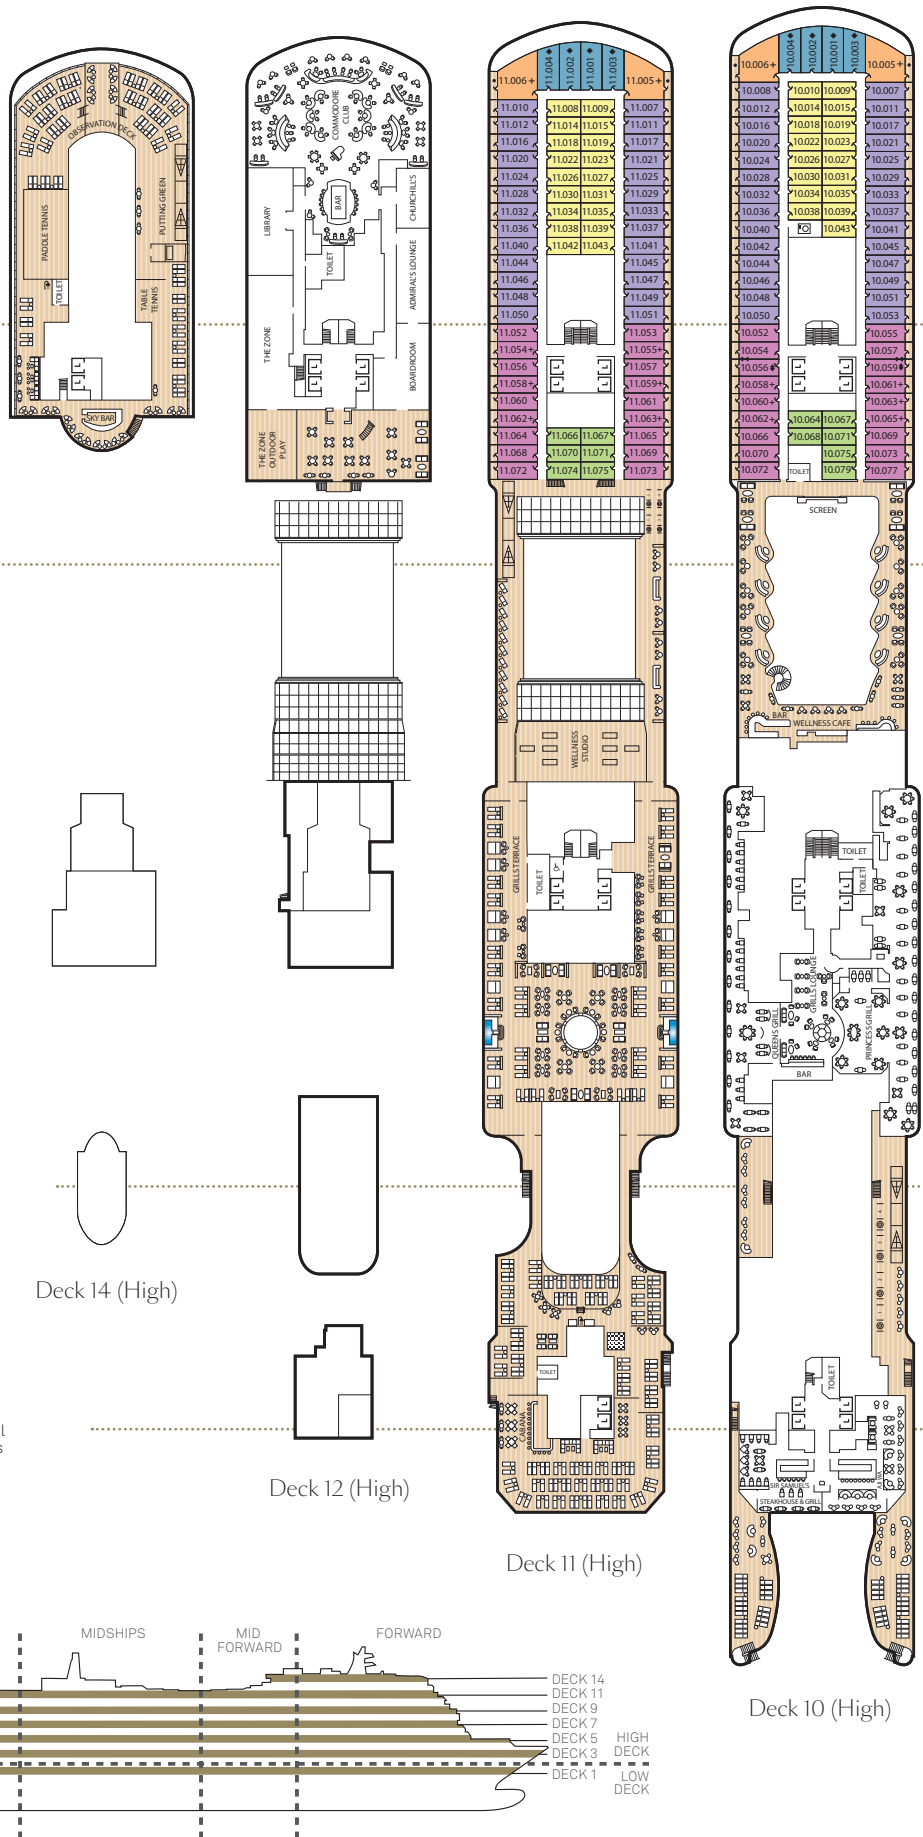 OBSERVATION DECK
PADDLE TENNIS
PUTTING GREEN
TOILET
TABLE
TENNIS
SKY BAR
Deck 14 (High)
COMMODORE
CLUB
BAR
LIBRARY
CHURCHILL'S
TOILET
ADMIRAL'S LOUNGE
THE ZONE
BOARDROOM
THE ZONE
OUTDOOR
PLAY
Deck 12 (High)
11.004
11.002
11.001
11.003
11.006+
11.005+
11.010 11.008 11.009 11.007
11.012 11.014 11.015 11.011
11.016 11.018 11.019 11.017
11.020 11.022 11.023 11.021
11.024 11.026 11.027 11.025
11.028 11.030 11.031 11.029
11.032 11.034 11.035 11.033
11.036 11.038 11.039 11.037
11.040 11.042 11.043 11.041
11.044 11.045
11.046 11.047
11.048 11.049
11.050 11.051
11.052 11.053
11.054+ 11.055+
11.056 11.057
11.058+ 11.059+
11.060 11.061
11.062+ 11.063+
11.064 11.066 11.067 11.065
11.068 11.070 11.071 11.069
11.072 11.074 11.075 11.073
WELLNESS
STUDIO
GRILLS TERRACE
GRILLS TERRACE
TOILET
TOILET
CABANA
Deck 11 (High)
10.004
10.002
10.001
10.003
10.006+
10.005+
10.008 10.010 10.009 10.007
10.012 10.014 10.015 10.011
10.016 10.018 10.019 10.017
10.020 10.022 10.023 10.021
10.024 10.026 10.027 10.025
10.028 10.030 10.031 10.029
10.032 10.034 10.035 10.033
10.036 10.038 10.039 10.037
10.040 10.043 10.041
10.042 10.045
10.044 10.047
10.046 10.049
10.048 10.051
10.050 10.053
10.052 10.055
10.054 10.057
10.056 10.059
10.058+ 10.061+
10.060+ 10.063+
10.062+ 10.064 10.067 10.065+
10.066 10.068 10.071 10.069
10.070 10.075 10.073
10.072 TOILET 10.079 10.077
SCREEN
BAR
WELLNESS CAFE
TOILET
TOILET
GRILLS LOUNGE
QUEENS GRILL
PRINCESS GRILL
BAR
TOILET
SIR SAMUEL'S
STEAKHOUSE & GRILL
Deck 10 (High)
l
s
MIDSHIPS
MID
FORWARD
FORWARD
DECK 14
DECK 11
DECK 9
DECK 7
DECK 5
DECK 3
DECK 1
HIGH
DECK
LOW
DECK